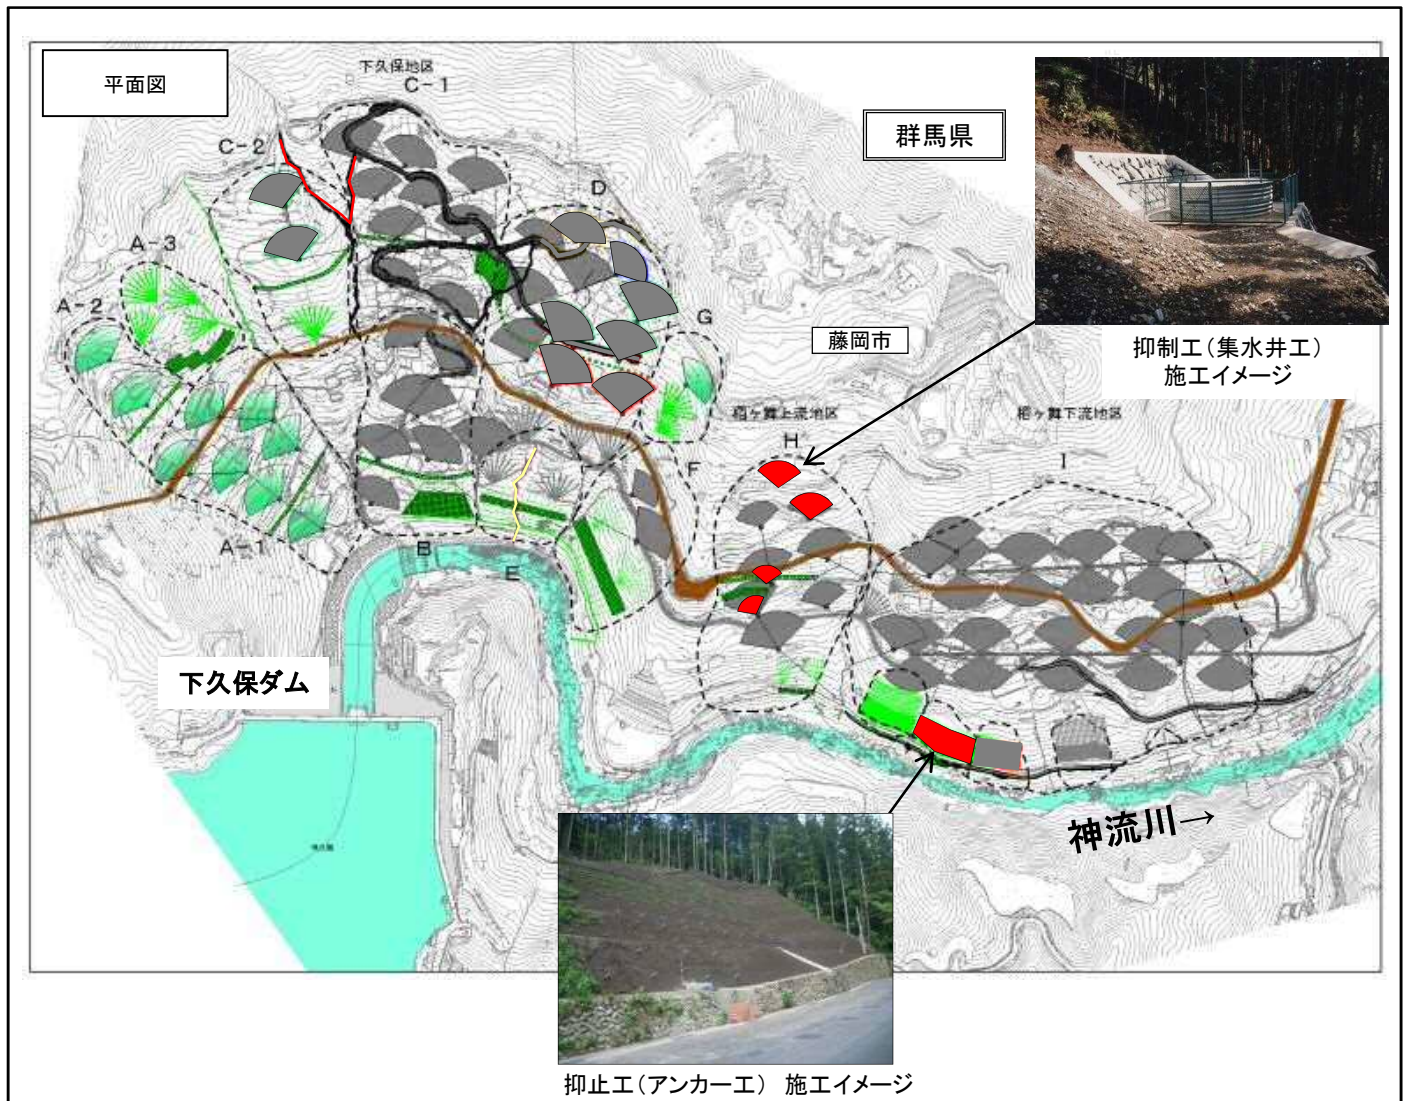 平面図
下久保地区
C-1
群馬県
C-2
D
A-3
A-2
G
藤岡市
抑制工(集水井工)
施工イメージ
栢ヶ舞上流地区
栢ヶ舞下流地区
H
I
F
A-1
B
E
下久保ダム
神流川→
抑止工(アンカー工) 施工イメージ